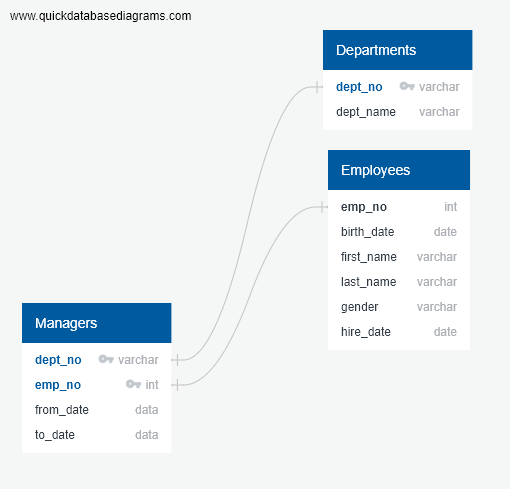 www.quickdatabasediagrams.com
Departments
dept_no varchar
dept_name varchar
Employees
emp_no int
birth_date date
first_name varchar
last_name varchar
gender varchar
hire_date date
Managers
dept_no varchar
emp_no int
from_date data
to_date data